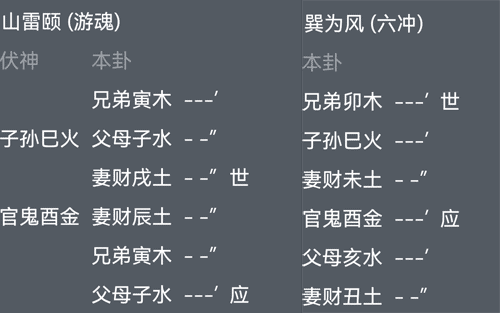 山雷颐 (游魂)
伏神 本卦
兄弟寅木 ---′
子孙巳火 父母子水 - -″
妻财戌土 - -″ 世
官鬼酉金 妻财辰土 - -″
兄弟寅木 - -″
父母子水 ---′ 应
巽为风 (六冲)
本卦
兄弟卯木 ---′ 世
子孙巳火 ---′
妻财未土 - -″
官鬼酉金 ---′ 应
父母亥水 ---′
妻财丑土 - -″